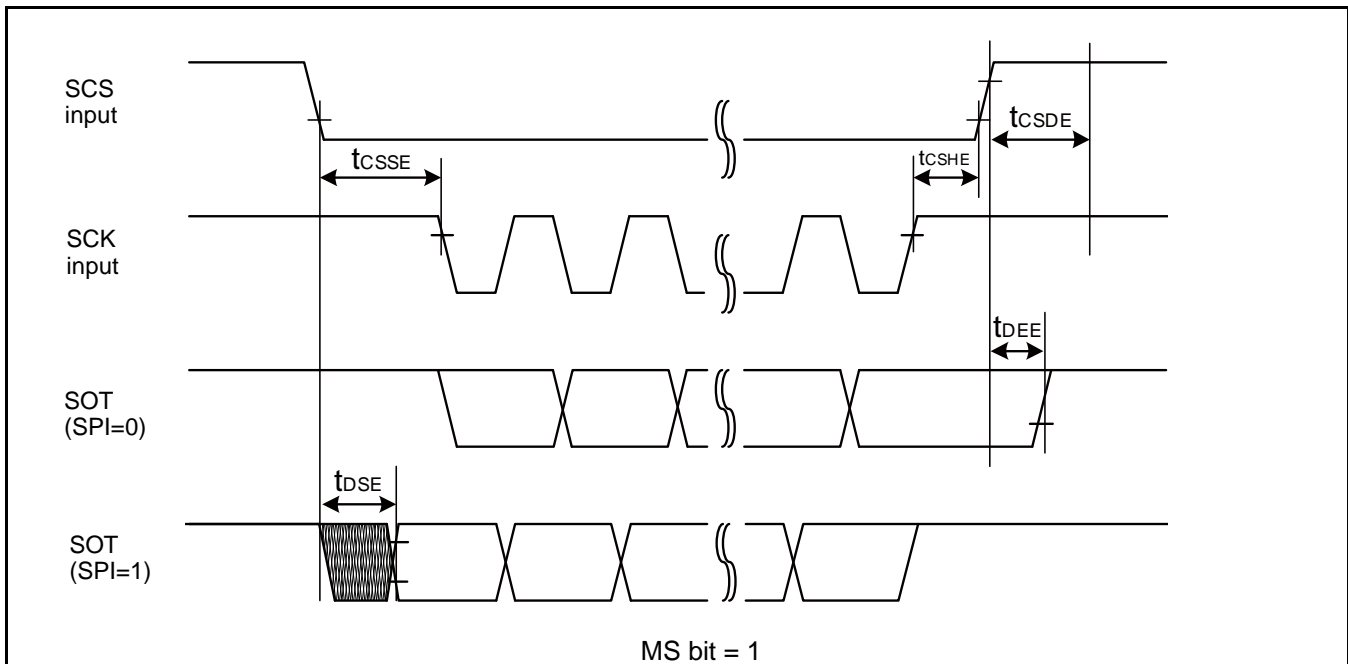 SCS
input
tCSDE
tCSSE
tCSHE
SCK
input
tDEE
SOT
(SPI=0)
tDSE
SOT
(SPI=1)
MS bit = 1